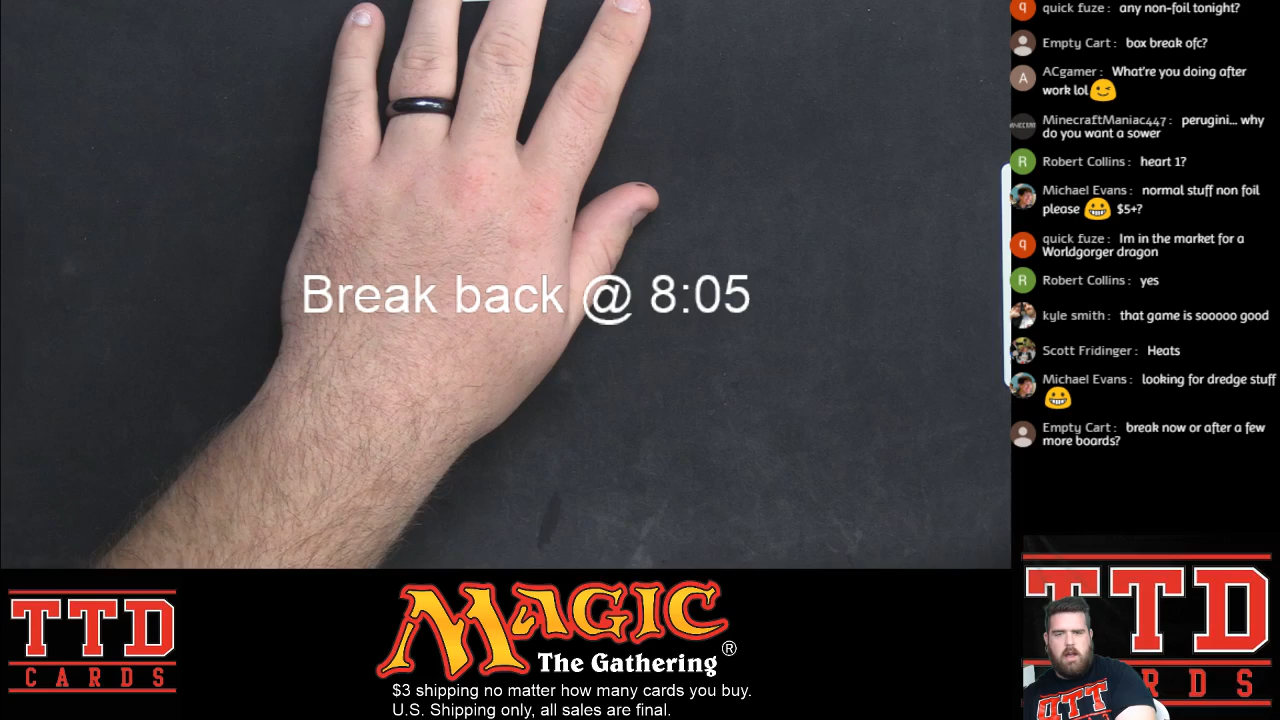 quick fuze : any non-foil tonight?
Empty Cart : box break ofc?
ACgamer : What're you doing after
work lol
MinecraftManiac447 : perugini... why
do you want a sower
Robert Collins : heart 1?
Michael Evans : normal stuff non foil
please $5+?
quick fuze : Im in the market for a
Worldgorger dragon
Robert Collins : yes
kyle smith : that game is sooooo good
Scott Fridinger : Heats
Michael Evans : looking for dredge stuff
Empty Cart : break now or after a few
more boards?
q
A
R
q
R
Break back @ 8:05
TTD
CARDS
MAGIC
The Gathering®
$3 shipping no matter how many cards you buy.
U.S. Shipping only, all sales are final.
TTD
RDS